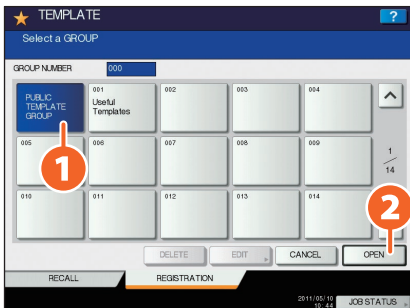 TEMPLATE
?
Select a GROUP
GROUP NUMBER 000
PUBLIC TEMPLATE GROUP
001 Useful Templates
002
003
004
005
006
007
008
009
1
14
010
011
012
013
014
1
2
DELETE EDIT CANCEL OPEN
RECALL REGISTRATION
2011/05/10
10:44
JOB STATUS